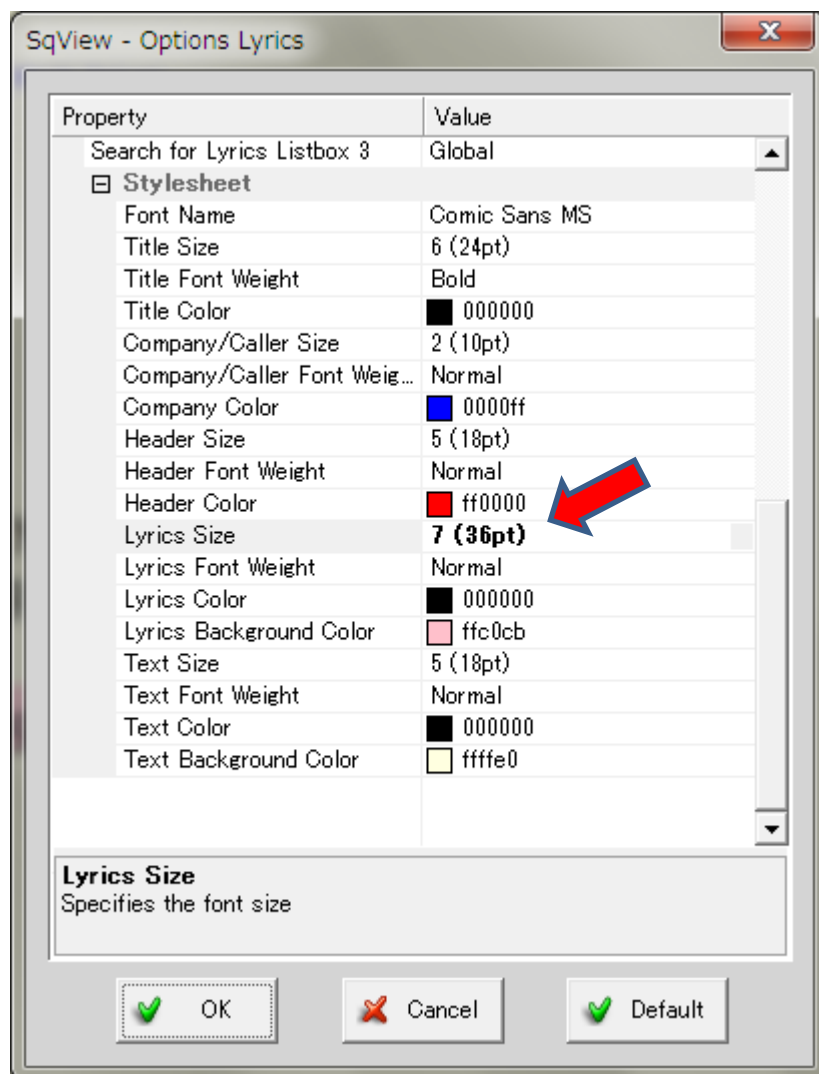 SqView - Options Lyrics
Property Value
Search for Lyrics Listbox 3 Global
Stylesheet
Font Name Comic Sans MS
Title Size 6 (24pt)
Title Font Weight Bold
Title Color 000000
Company/Caller Size 2 (10pt)
Company/Caller Font Weig... Normal
Company Color 0000ff
Header Size 5 (18pt)
Header Font Weight Normal
Header Color ff0000
Lyrics Size 7 (36pt)
Lyrics Font Weight Normal
Lyrics Color 000000
Lyrics Background Color ffc0cb
Text Size 5 (18pt)
Text Font Weight Normal
Text Color 000000
Text Background Color ffffe0
Lyrics Size
Specifies the font size
OK Cancel Default